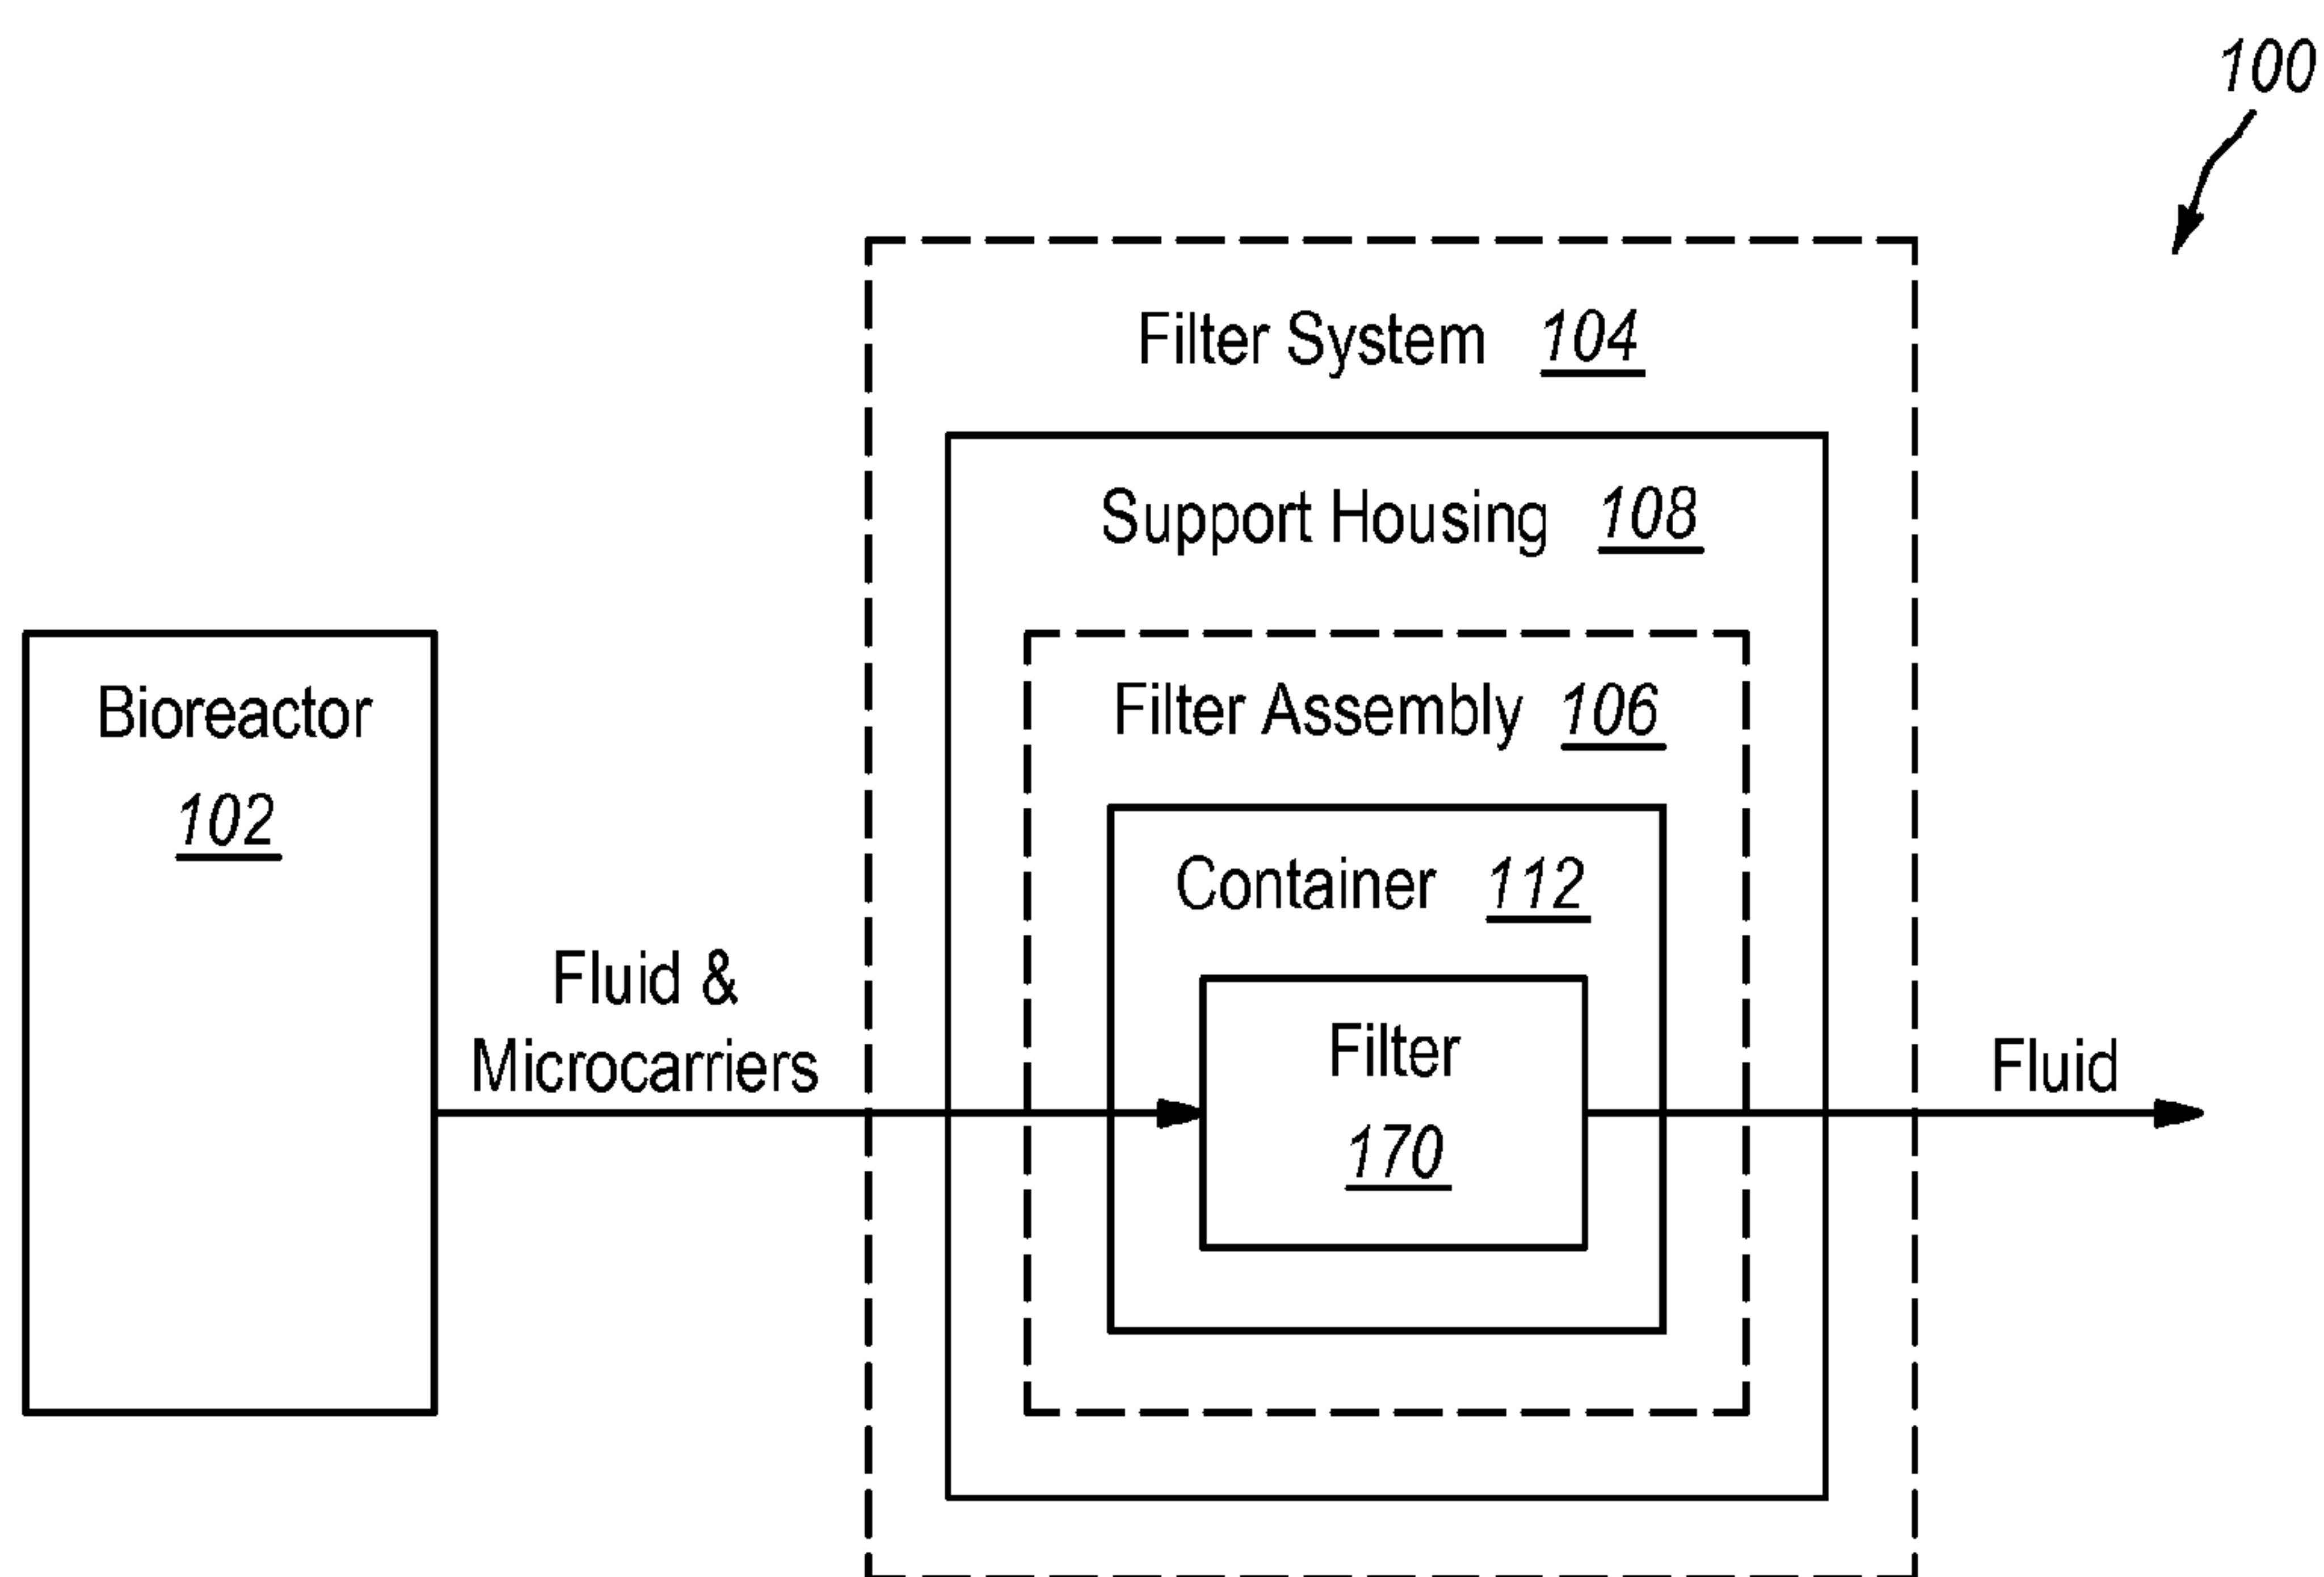 100
Filter System 104
Support Housing 108
Bioreactor
102
Filter Assembly 106
Container 112
Fluid &
Microcarriers
Filter
170
Fluid